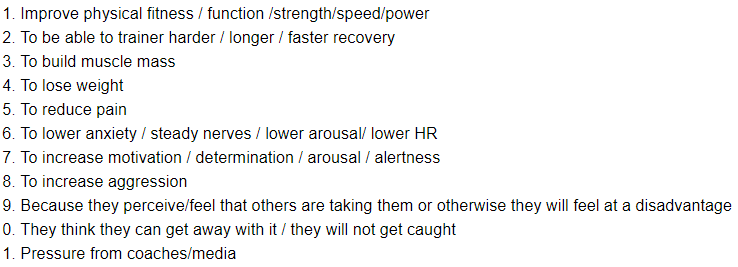 1. Improve physical fitness / function /strength/speed/power
2. To be able to trainer harder / longer / faster recovery
3. To build muscle mass
4. To lose weight
5. To reduce pain
6. To lower anxiety / steady nerves / lower arousal/ lower HR
7. To increase motivation / determination / arousal / alertness
8. To increase aggression
9. Because they perceive/feel that others are taking them or otherwise they will feel at a disadvantage
0. They think they can get away with it / they will not get caught
1. Pressure from coaches/media